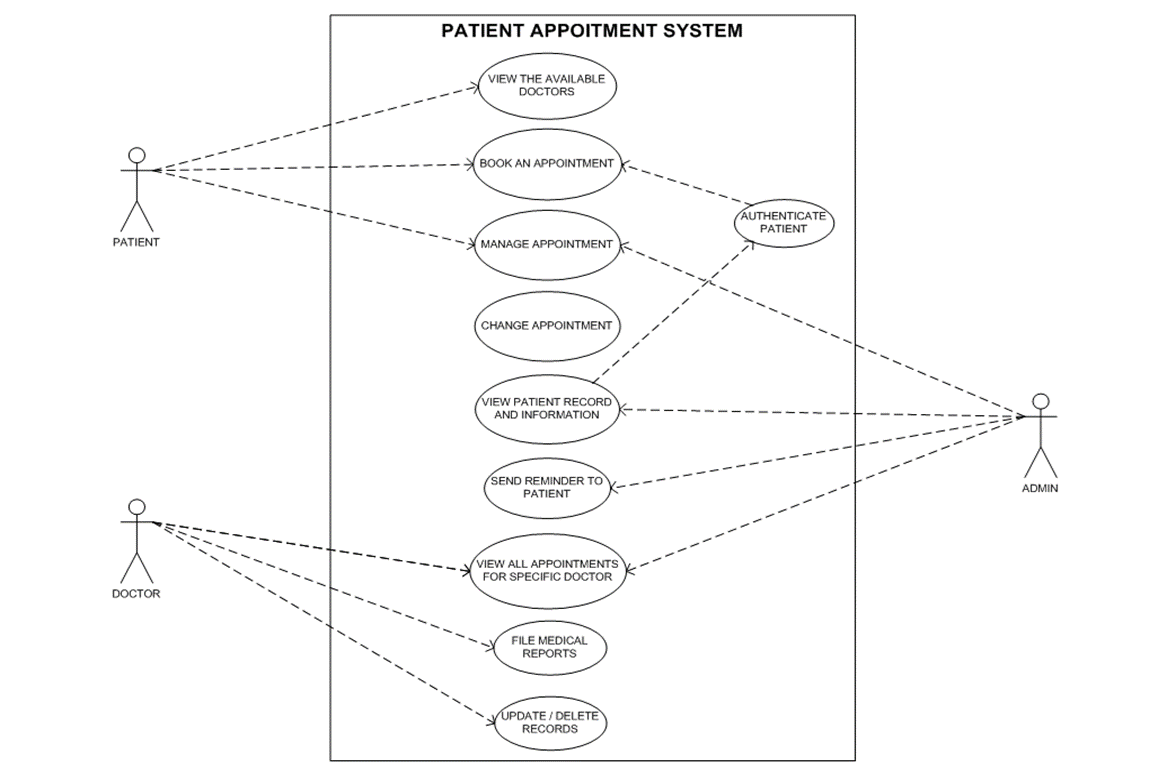 PATIENT APPOITMENT SYSTEM
VIEW THE AVAILABLE
DOCTORS
BOOK AN APPOINTMENT
AUTHENTICATE
PATIENT
PATIENT
MANAGE APPOINTMENT
CHANGE APPOINTMENT
VIEW PATIENT RECORD
AND INFORMATION
SEND REMINDER TO
PATIENT
ADMIN
VIEW ALL APPOINTMENTS
FOR SPECIFIC DOCTOR
DOCTOR
FILE MEDICAL
REPORTS
UPDATE / DELETE
RECORDS